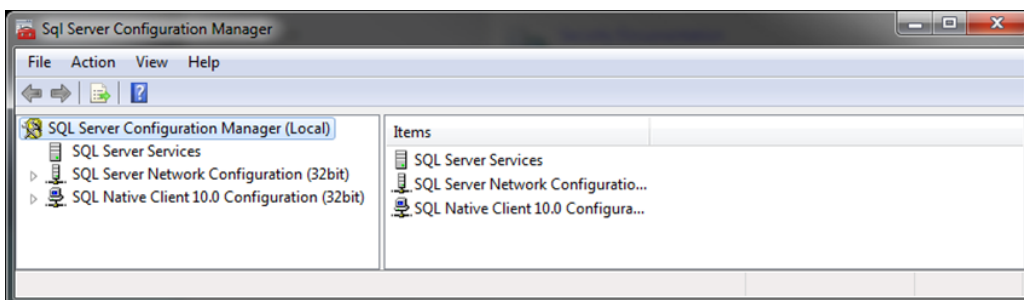 Sql Server Configuration Manager
File Action View Help
SQL Server Configuration Manager (Local)
SQL Server Services
SQL Server Network Configuration (32bit)
SQL Native Client 10.0 Configuration (32bit)
Items
SQL Server Services
SQL Server Network Configuratio...
SQL Native Client 10.0 Configura...